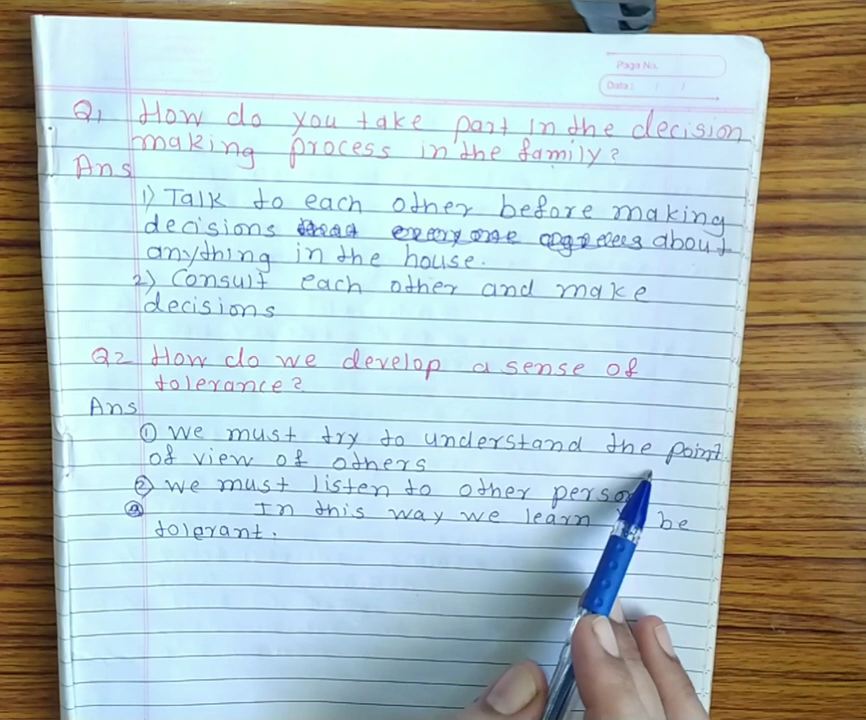 Page No.
Date:
Q1 How do you take part in the decision
making process in the family?
Ans
1) Talk to each other before making
decisions about
anything in the house.
2) Consult each other and make
decisions
Q2 How do we develop a sense of
tolerance?
Ans
① we must try to understand the point
of view of others
② we must listen to other
In this way we learn be
tolerant.